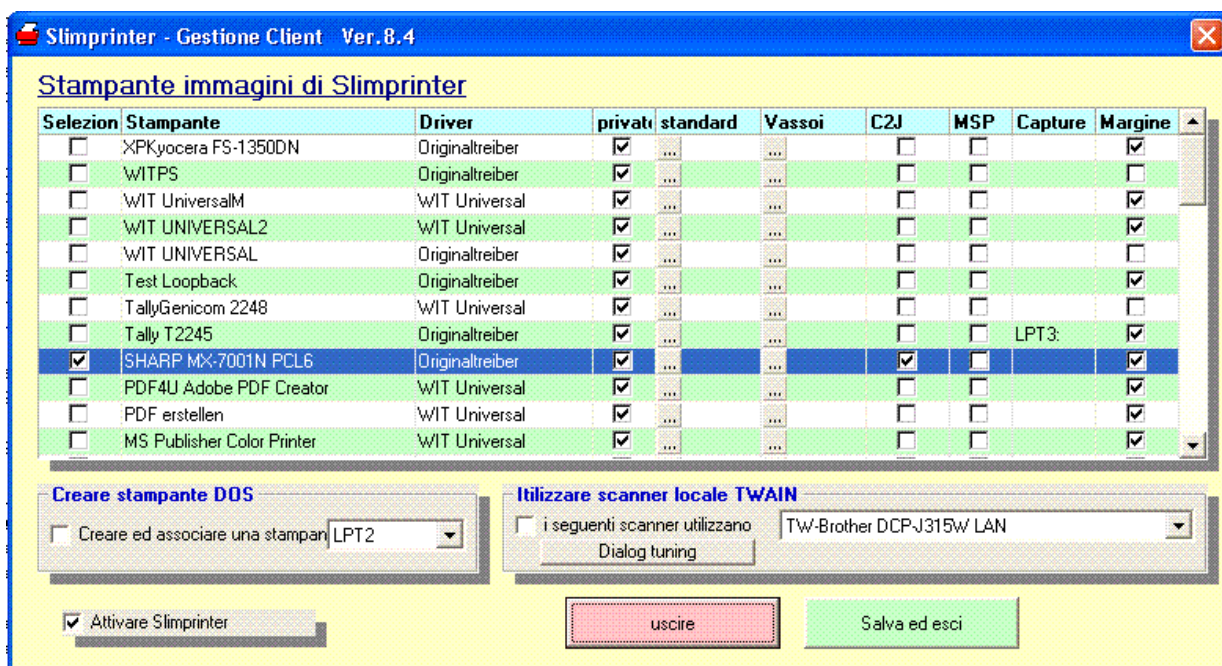 Slimprinter - Gestione Client Ver.8.4
Stampante immagini di Slimprinter
Selezion Stampante Driver privati standard Vassoi C2J MSP Capture Margine
XPKyocera FS-1350DN Originaltreiber ... ...
WITPS Originaltreiber ... ...
WIT UniversalM WIT Universal ... ...
WIT UNIVERSAL2 WIT Universal ... ...
WIT UNIVERSAL Originaltreiber ... ...
Test Loopback Originaltreiber ... ...
TallyGenicom 2248 WIT Universal ... ...
Tally T2245 Originaltreiber ... ... LPT3:
SHARP MX-7001N PCL6 Originaltreiber ... ...
PDF4U Adobe PDF Creator WIT Universal ... ...
PDF erstellen WIT Universal ... ...
MS Publisher Color Printer WIT Universal ... ...
Creare stampante DOS
Creare ed associare una stampan LPT2
Itilizzare scanner locale TWAIN
i seguenti scanner utilizzano TW-Brother DCP-J315W LAN
Dialog tuning
Attivare Slimprinter
uscire
Salva ed esci